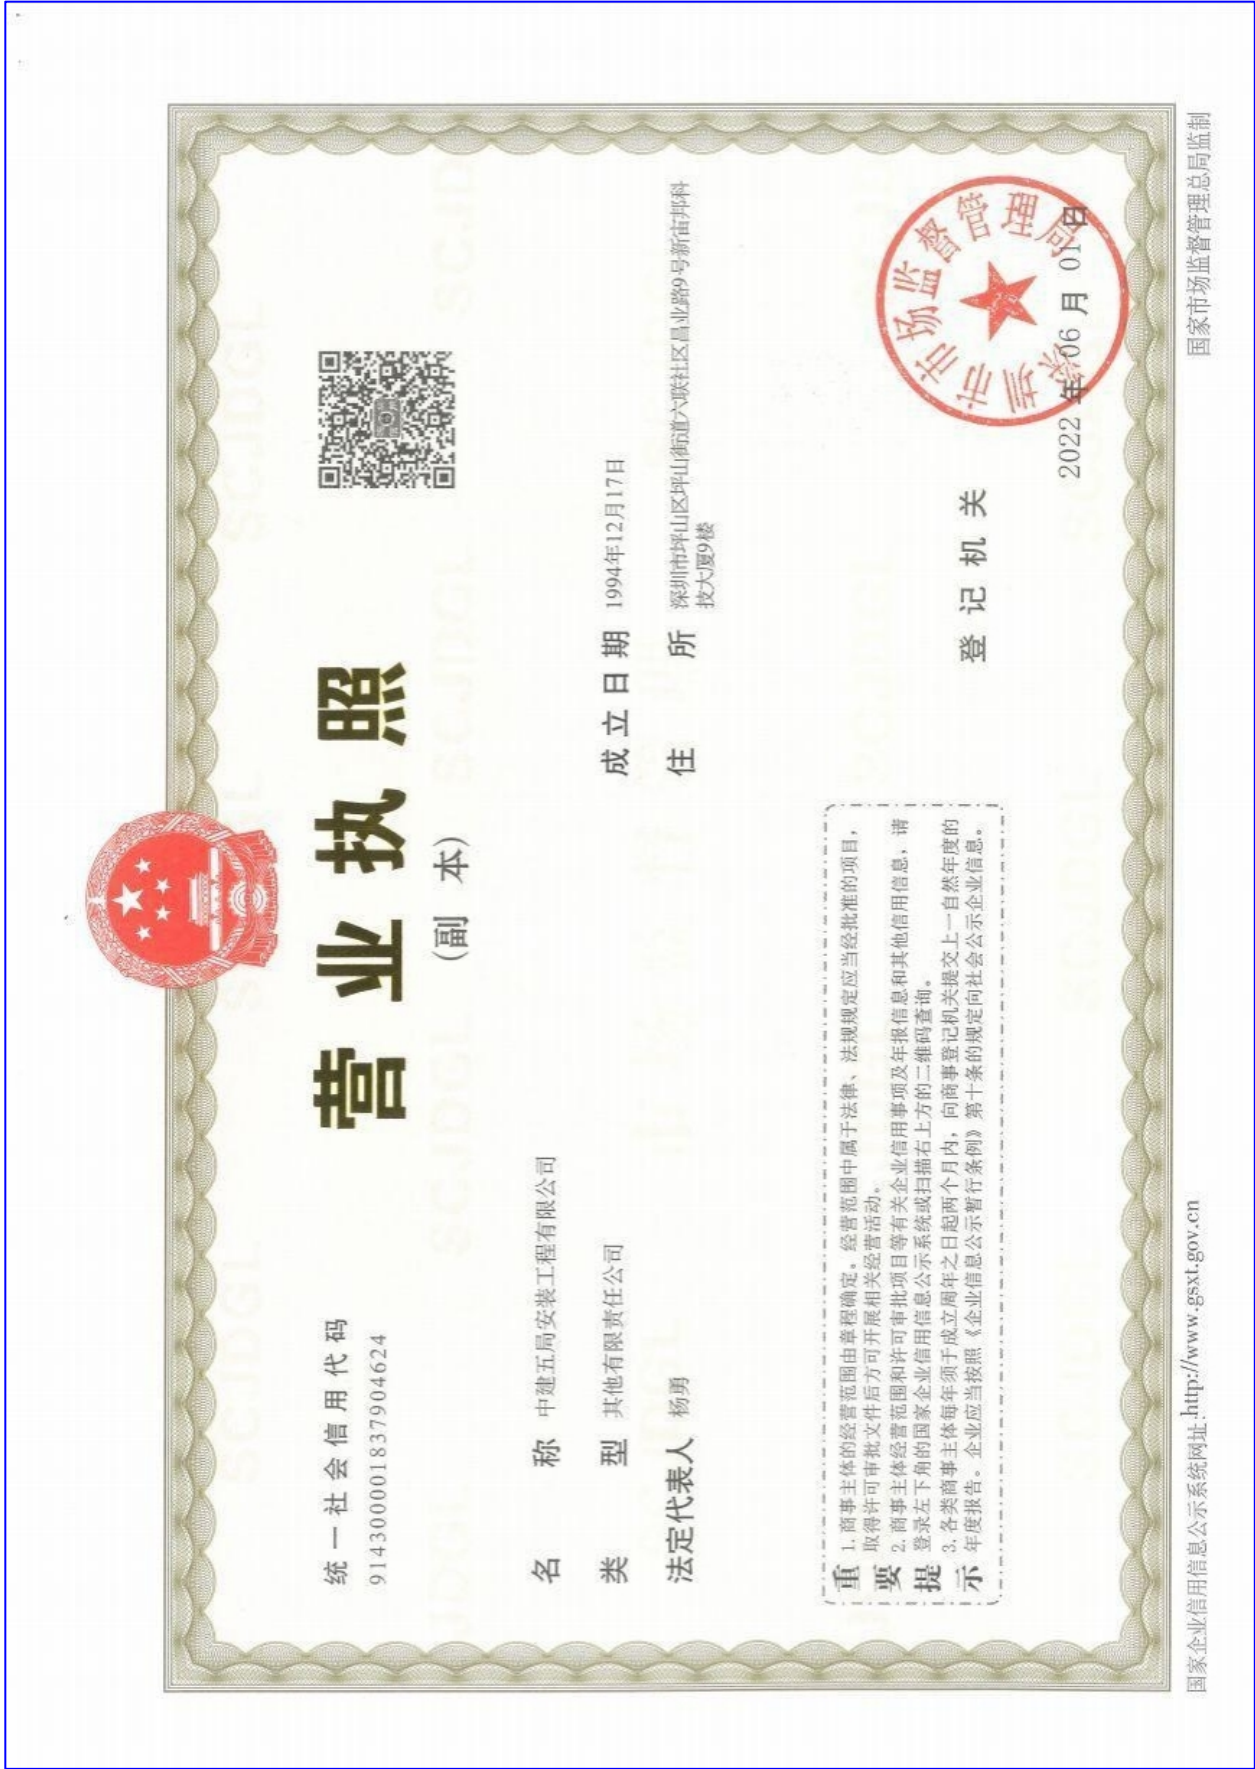 统一社会信用代码
914300001837904624
营业执照
(副 本)
名 称 中建五局安装工程有限公司
类 型 其他有限责任公司
法定代表人 杨勇
成立日期 1994年12月17日
住 所 深圳市坪山区坪山街道六联社区昌业路9号新宙邦科
技大厦9楼
重要提示
1. 商事主体的经营范围由章程确定。经营范围中属于法律、法规规定应当经批准的项目，
取得许可审批文件后方可开展相关经营活动。
2. 商事主体经营范围和许可审批项目等有关企业信用事项及年报信息和其他信用信息，请
登录左下角的国家企业信用信息公示系统或扫描右上方的二维码查询。
3. 各类商事主体每年须于成立周年之日起两个月内，向商事登记机关提交上一自然年度的
年度报告。企业应当按照《企业信息公示暂行条例》第十条的规定向社会公示企业信息。
登记机关
深圳市市场监督管理局
2022 年 06 月 01 日
国家企业信用信息公示系统网址:http://www.gsxt.gov.cn
国家市场监督管理总局监制